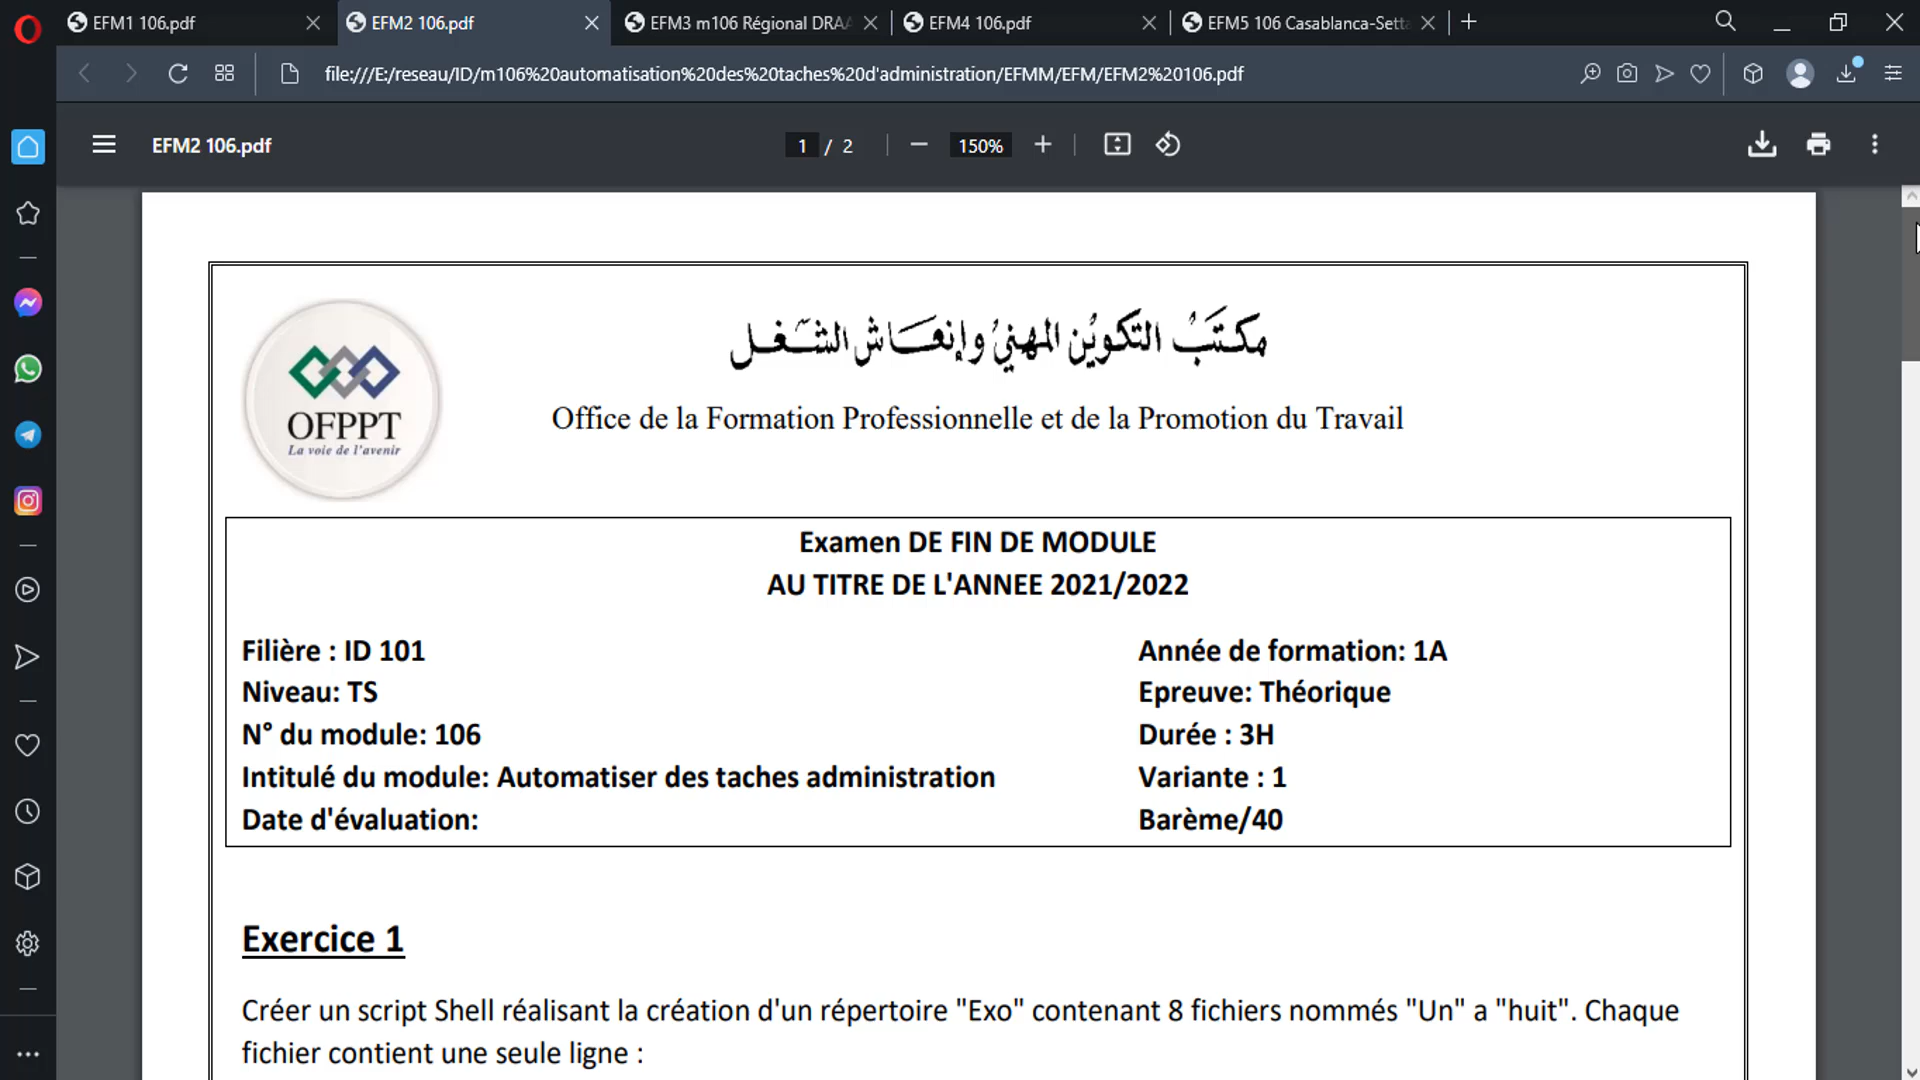 EFM1 106.pdf
EFM2 106.pdf
EFM3 m106 Régional DRAA
EFM4 106.pdf
EFM5 106 Casablanca-Setta
file:///E:/reseau/ID/m106%20automatisation%20des%20taches%20d'administration/EFMM/EFM/EFM2%20106.pdf
EFM2 106.pdf
1 / 2
150%
مكتب التكوين المهني وإنعاش الشغل
OFPPT
La voie de l'avenir
Office de la Formation Professionnelle et de la Promotion du Travail
Examen DE FIN DE MODULE
AU TITRE DE L'ANNEE 2021/2022
Filière : ID 101
Année de formation: 1A
Niveau: TS
Epreuve: Théorique
N° du module: 106
Durée : 3H
Intitulé du module: Automatiser des taches administration
Variante : 1
Date d'évaluation:
Barème/40
Exercice 1
Créer un script Shell réalisant la création d'un répertoire "Exo" contenant 8 fichiers nommés "Un" a "huit". Chaque
fichier contient une seule ligne :